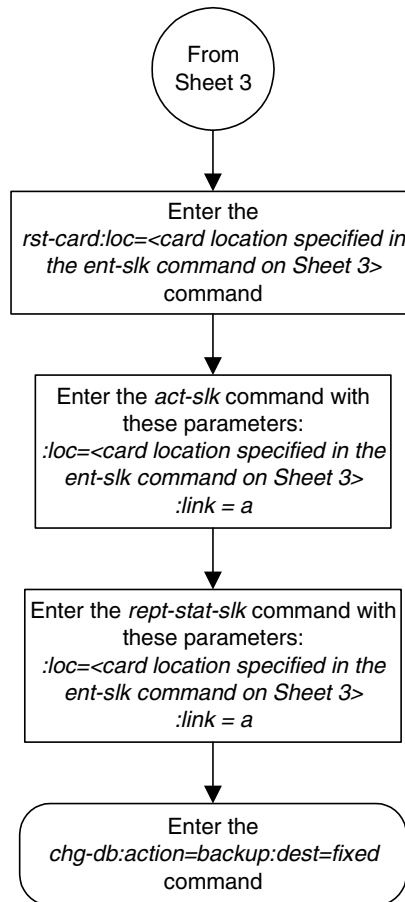 From
Sheet 3
Enter the
rst-card:loc=<card location specified in
the ent-slk command on Sheet 3>
command
Enter the act-slk command with
these parameters:
:loc=<card location specified in the
ent-slk command on Sheet 3>
:link = a
Enter the rept-stat-slk command with
these parameters:
:loc=<card location specified in the
ent-slk command on Sheet 3>
:link = a
Enter the
chg-db:action=backup:dest=fixed
command